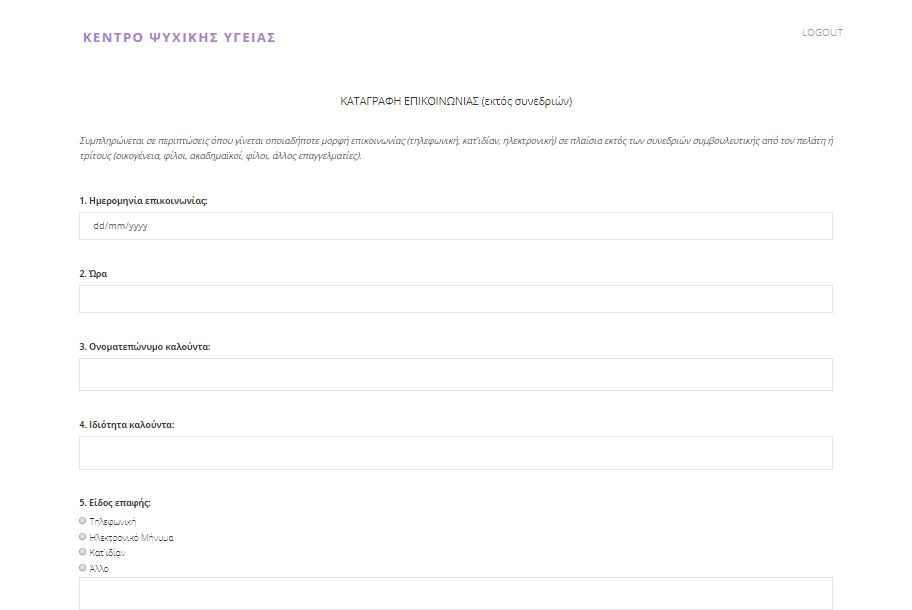 ΚΕΝΤΡΟ ΨΥΧΙΚΗΣ ΥΓΕΙΑΣ
LOGOUT
ΚΑΤΑΓΡΑΦΗ ΕΠΙΚΟΙΝΩΝΙΑΣ (εκτός συνεδριών)
Συμπληρώνεται σε περιπτώσεις όπου γίνεται οποιαδήποτε μορφή επικοινωνίας (τηλεφωνική, κατ'ιδίαν, ηλεκτρονική) σε πλαίσια εκτός των συνεδριών συμβουλευτικής από τον πελάτη ή
τρίτους (οικογένεια, φίλοι, ακαδημαϊκοί, φίλοι, άλλος επαγγελματίες).
1. Ημερομηνία επικοινωνίας:
dd/mm/yyyy
2. Ώρα
3. Ονοματεπώνυμο καλούντα:
4. Ιδιότητα καλούντα:
5. Είδος επαφής:
Τηλεφωνική
Ηλεκτρονικό Μήνυμα
Κατ'ιδίαν
Άλλο